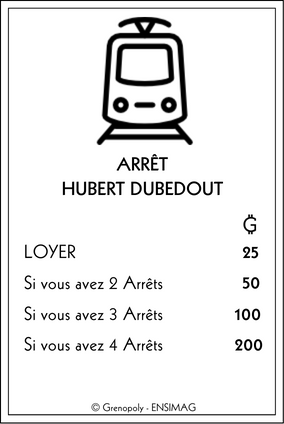 ARRÊT
HUBERT DUBEDOUT
₲
LOYER 25
Si vous avez 2 Arrêts 50
Si vous avez 3 Arrêts 100
Si vous avez 4 Arrêts 200
© Grenopoly - ENSIMAG